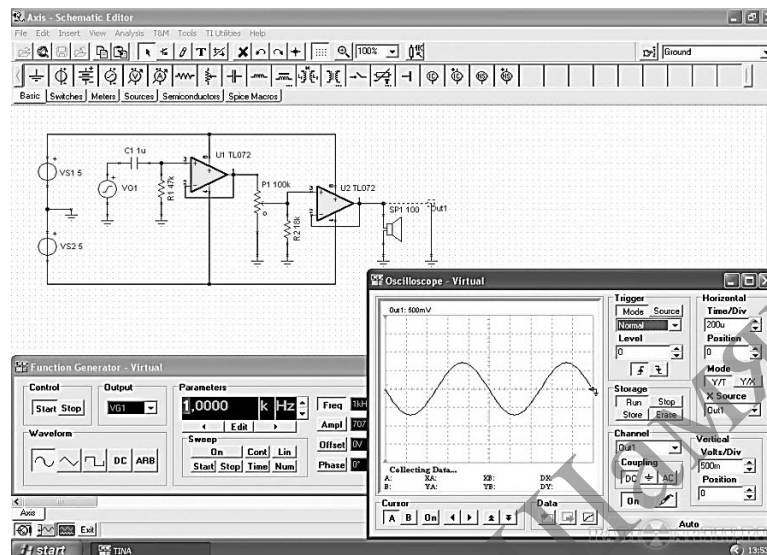 Axis - Schematic Editor
File Edit Insert View Analysis T&M Tools TI Utilities Help
100%
Ground
Basic Switches Meters Sources Semiconductors Spice Macros
C1 1u
U1 TL072
VS1 5
VG1
R1 47k
P1 100k
U2 TL072
R2 18k
SP1 100
Out1
VS2 5
Function Generator - Virtual
Control
Start Stop
Output
VG1
Parameters
1,0000 k Hz
Edit
Sweep
On Cont Lin
Start Stop Time Num
Freq 1kH
Ampl 707
Offset 0V
Phase 0°
Waveform
DC ARB
Oscilloscope - Virtual
Out1: 500mV
Collecting Data...
A: XA: XB: DX:
B: YA: YB: DY:
Cursor
A B On
Data
Trigger
Mode Source
Normal
Level
0
Storage
Run Stop
Store Erase
Channel
Out1
Coupling
DC AC
On
Horizontal
Time/Div
200u
Position
0
Mode
Y/T Y/X
X Source
Out1
Vertical
Volts/Div
500m
Position
0
Auto
Axis
Exit
start
TINA